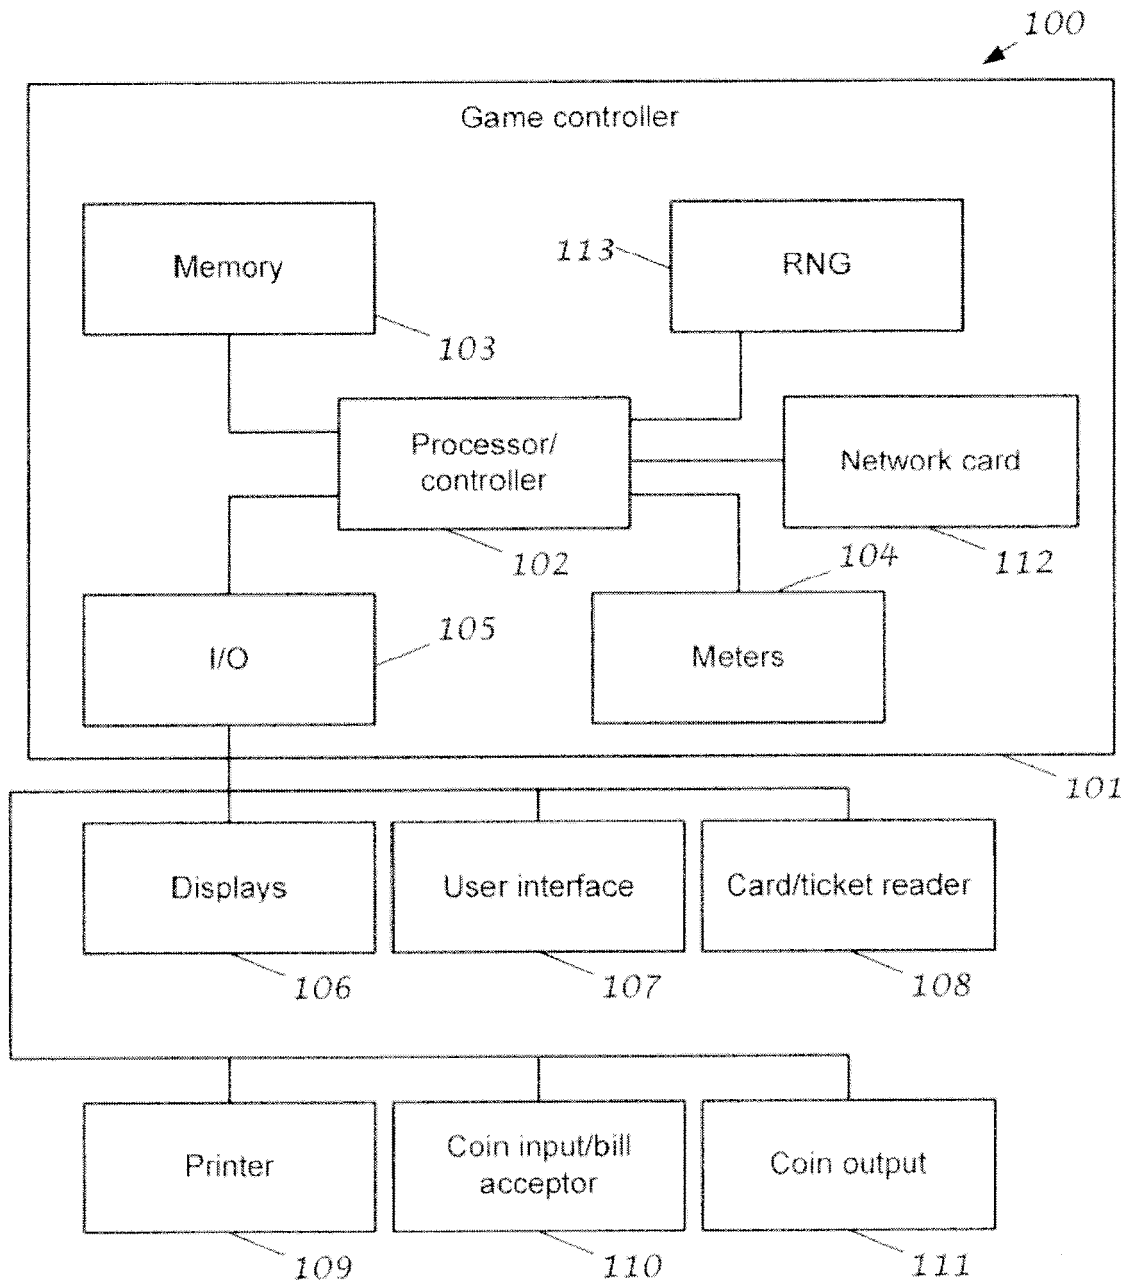 100
Game controller
Memory
113
RNG
103
Processor/
controller
Network card
102
104
112
I/O
105
Meters
101
Displays
User interface
Card/ticket reader
106
107
108
Printer
Coin input/bill
acceptor
Coin output
109
110
111